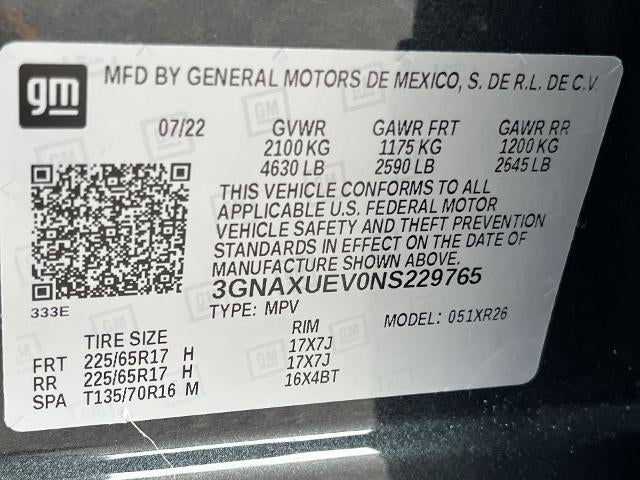 gm
MFD BY GENERAL MOTORS DE MEXICO, S. DE R.L. DE C.V.
07/22 GVWR GAWR FRT GAWR RR
2100 KG 1175 KG 1200 KG
4630 LB 2590 LB 2645 LB
THIS VEHICLE CONFORMS TO ALL
APPLICABLE U.S. FEDERAL MOTOR
VEHICLE SAFETY AND THEFT PREVENTION
STANDARDS IN EFFECT ON THE DATE OF
MANUFACTURE SHOWN ABOVE.
3GNAXUEV0NS229765
333E
TYPE: MPV MODEL: 051XR26
TIRE SIZE RIM
FRT 225/65R17 H 17X7J
RR 225/65R17 H 17X7J
SPA T135/70R16 M 16X4BT